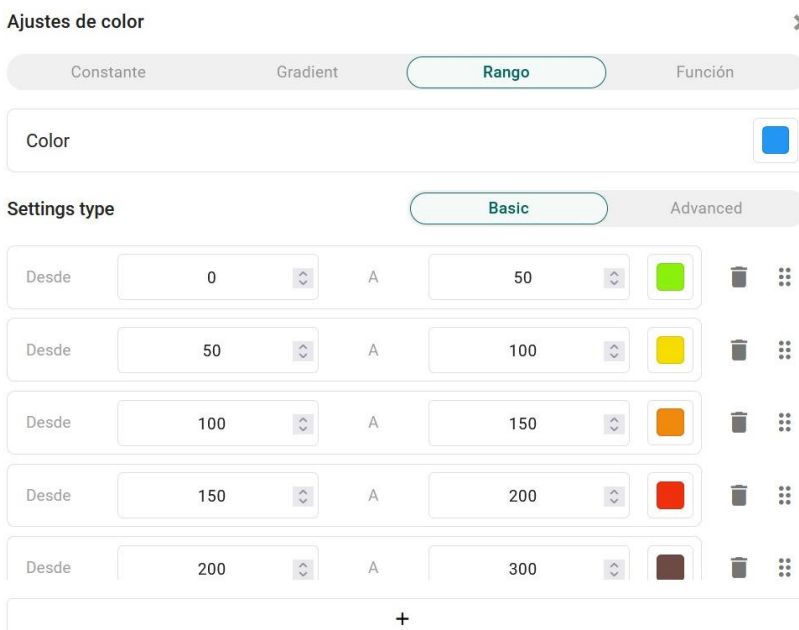 Ajustes de color
Constante Gradient Rango Función
Color
Settings type Basic Advanced
Desde 0 A 50
Desde 50 A 100
Desde 100 A 150
Desde 150 A 200
Desde 200 A 300
+